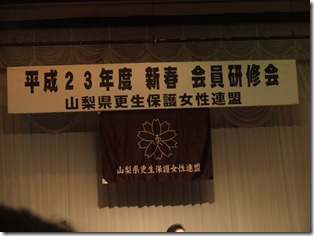 平成23年度 新春 会員研修会
山梨県更生保護女性連盟
山梨県更生保護女性連盟